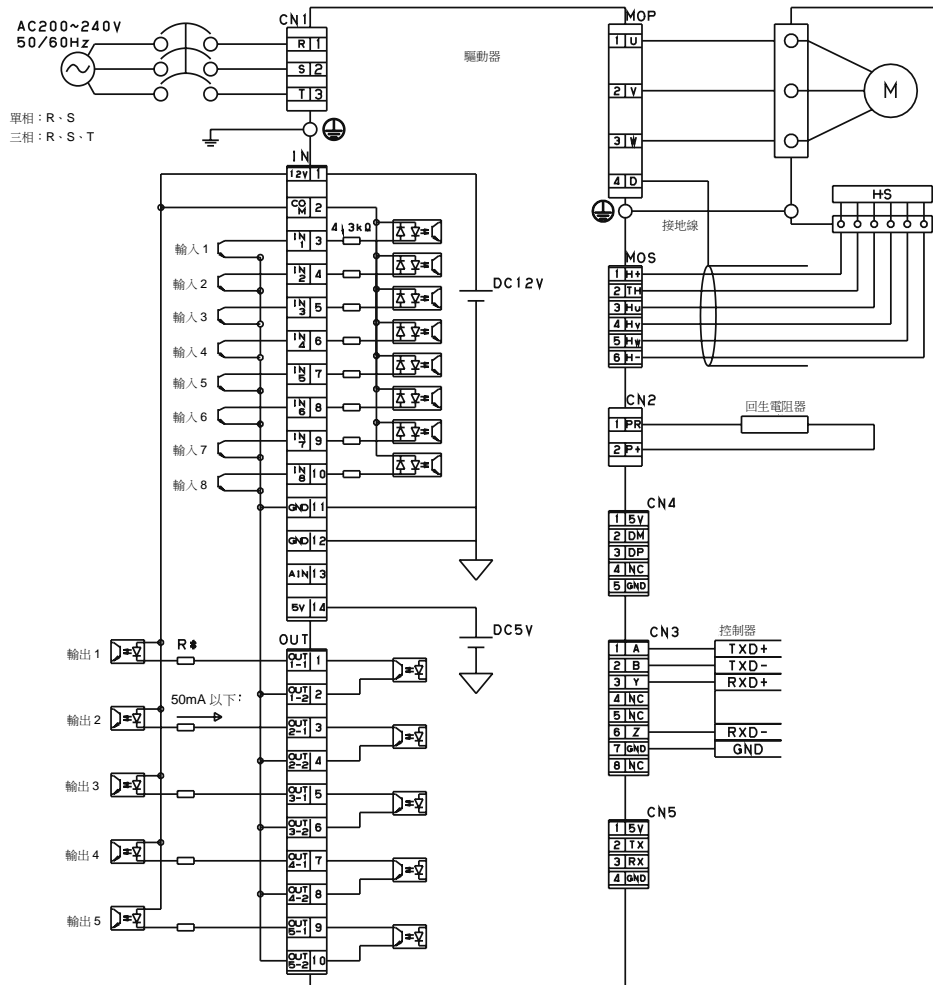 AC200~240V
50/60Hz
單相：R、S
三相：R、S、T
CN1
R 1
S 2
T 3
驅動器
MOP
1 U
2 V
3 W
4 D
M
接地線
HS
IN
12V 1
COM 2
IN1 3
IN2 4
IN3 5
IN4 6
IN5 7
IN6 8
IN7 9
IN8 10
GND 11
GND 12
AIN 13
5V 14
4.3kΩ
輸入 1
輸入 2
輸入 3
輸入 4
輸入 5
輸入 6
輸入 7
輸入 8
DC12V
DC5V
MOS
1 H+
2 TH
3 Hu
4 Hv
5 Hw
6 H-
CN2
1 PR
2 P+
回生電阻器
CN4
1 5V
2 DM
3 DP
4 NC
5 GND
OUT
OUT1-1 1
OUT1-2 2
OUT2-1 3
OUT2-2 4
OUT3-1 5
OUT3-2 6
OUT4-1 7
OUT4-2 8
OUT5-1 9
OUT5-2 10
R*
50mA 以下：
輸出 1
輸出 2
輸出 3
輸出 4
輸出 5
CN3
1 A
2 B
3 Y
4 NC
5 NC
6 Z
7 GND
8 NC
控制器
TXD+
TXD-
RXD+
RXD-
GND
CN5
1 5V
2 TX
3 RX
4 GND